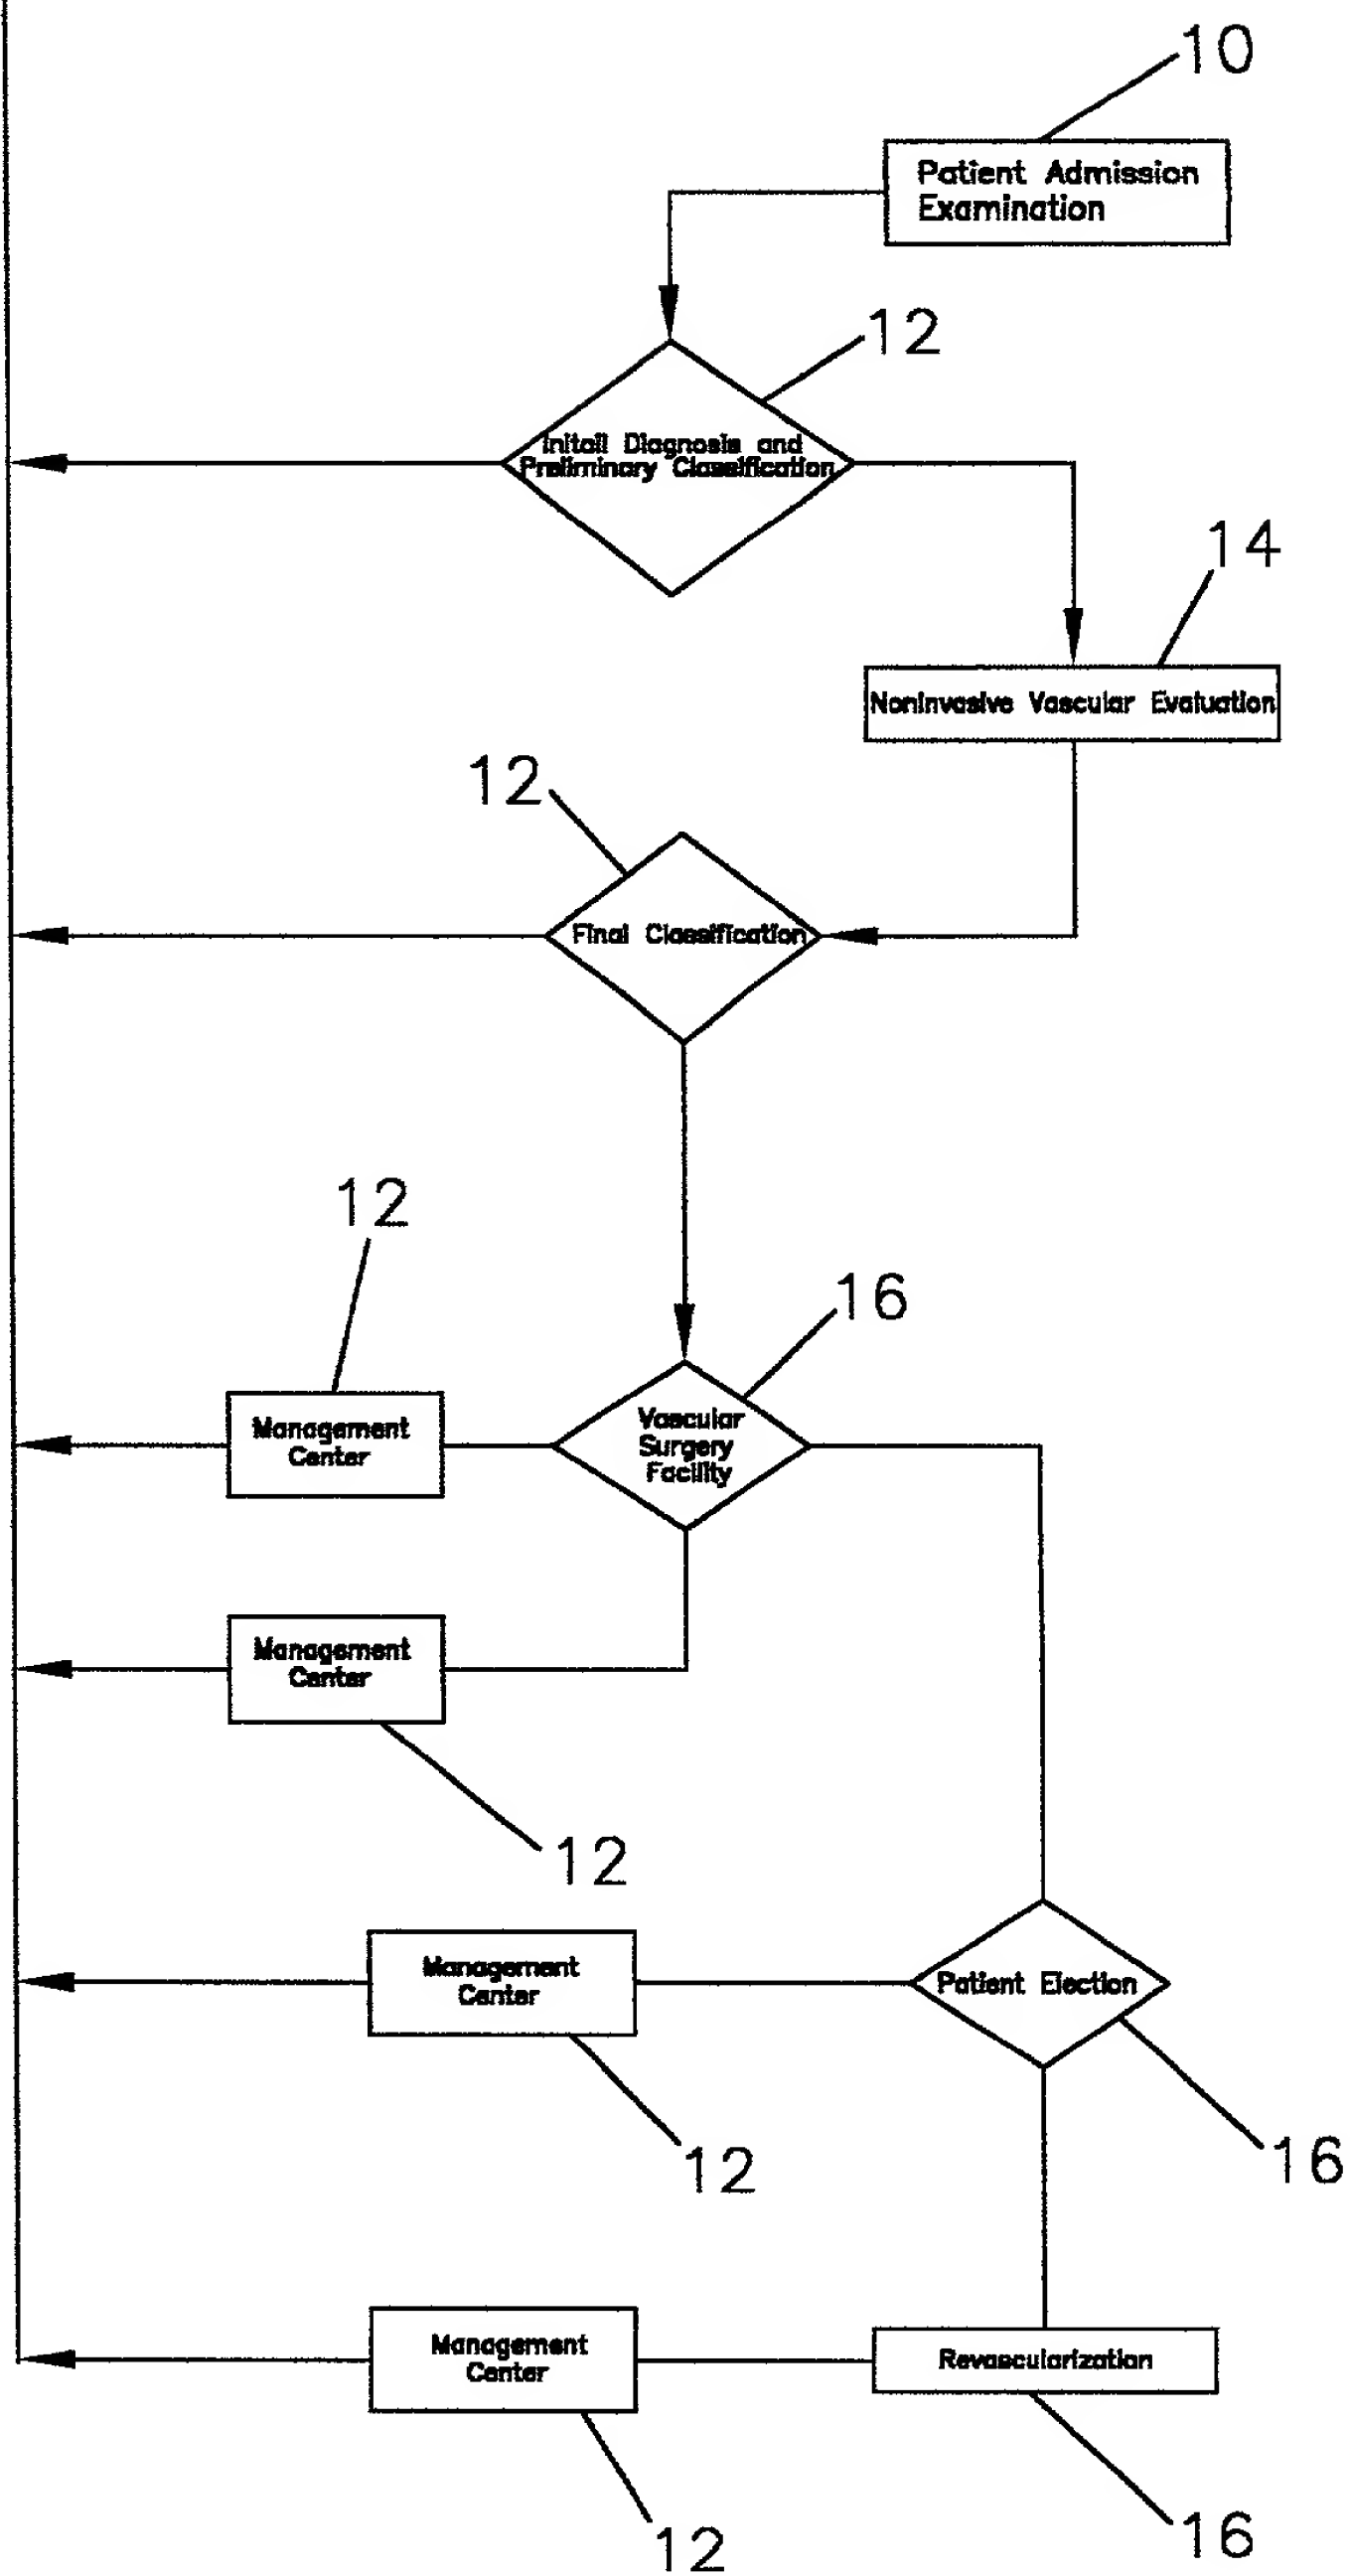 10
Patient Admission
Examination
12
Initail Diagnosis and
Preliminary Classification
14
Noninvasive Vascular Evaluation
12
Final Classification
12
16
Management
Center
Vascular
Surgery
Facility
Management
Center
12
Management
Center
Patient Election
12
16
Management
Center
Revascularization
12
16